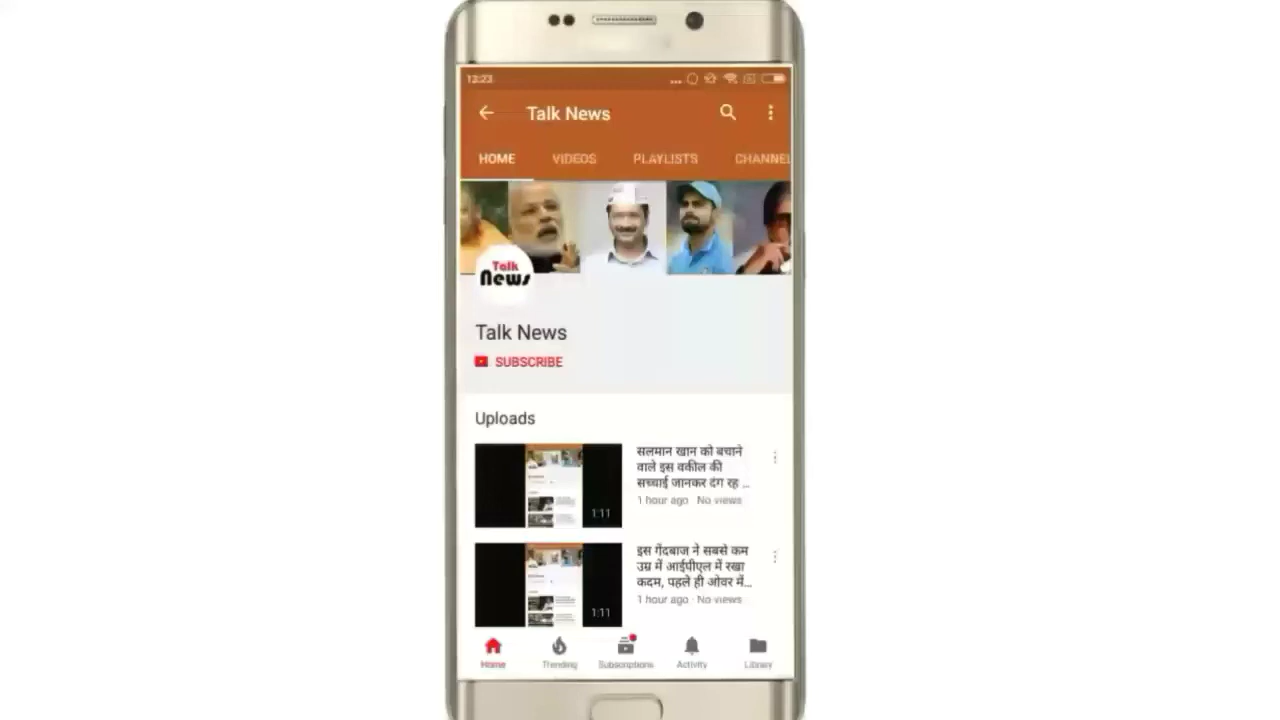 12:23
Talk News
HOME VIDEOS PLAYLISTS CHANNEL
Talk
News
Talk News
SUBSCRIBE
Uploads
सलमान खान को बचाने
वाले इस वकील की
सच्चाई जानकर दंग रह ...
1 hour ago · No views
1:11
इस गेंदबाज ने सबसे कम
उम्र में आईपीएल में रखा
कदम, पहले ही ओवर में...
1 hour ago · No views
1:11
Home Trending Subscriptions Activity Library